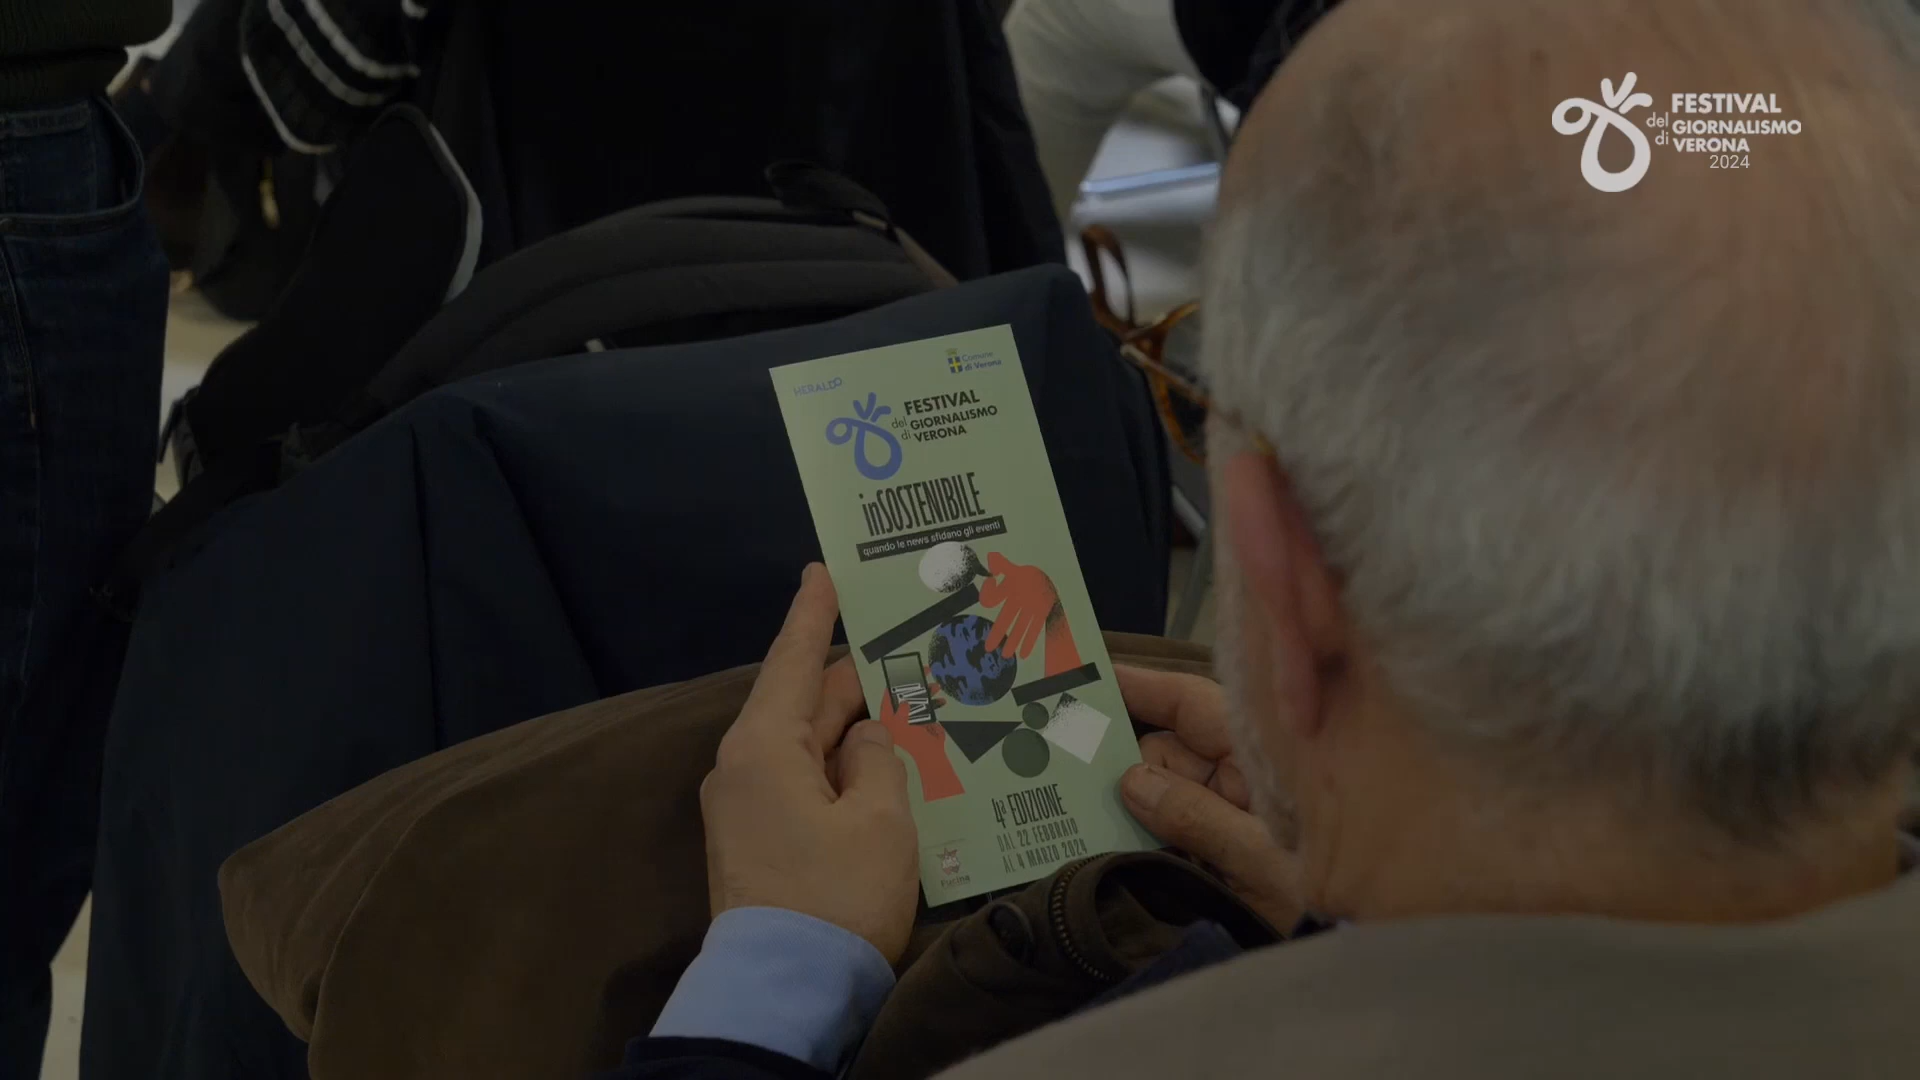 FESTIVAL
del GIORNALISMO
di VERONA
2024
HERALDO
Comune
di Verona
FESTIVAL
del GIORNALISMO
di VERONA
inSOSTENIBILE
quando le news sfidano gli eventi
4ª EDIZIONE
DAL 22 FEBBRAIO
AL 4 MARZO 2024